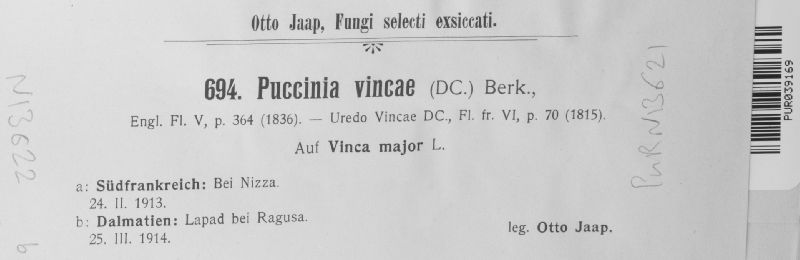 Otto Jaap, Fungi selecti exsiccati.
694. Puccinia vincae (DC.) Berk.,
Engl. Fl. V, p. 364 (1836). — Uredo Vincae DC., Fl. fr. VI, p. 70 (1815).
Auf Vinca major L.
a: Südfrankreich: Bei Nizza.
24. II. 1913.
b: Dalmatien: Lapad bei Ragusa.
25. III. 1914.
leg. Otto Jaap.
N13622
b
PUR N13621
PUR039169